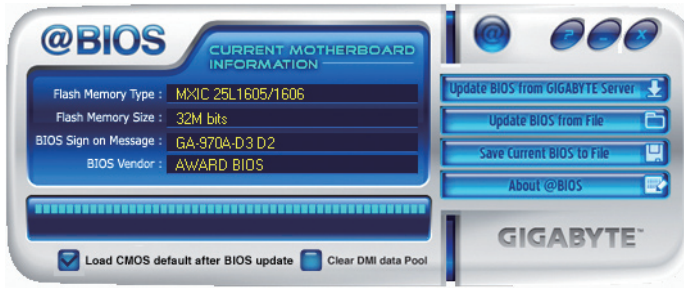 @BIOS
CURRENT MOTHERBOARD
INFORMATION
Flash Memory Type : MXIC 25L1605/1606
Flash Memory Size : 32M bits
BIOS Sign on Message : GA-970A-D3 D2
BIOS Vendor : AWARD BIOS
Load CMOS default after BIOS update
Clear DMI data Pool
@
? _ X
Update BIOS from GIGABYTE Server
Update BIOS from File
Save Current BIOS to File
About @BIOS
GIGABYTE™